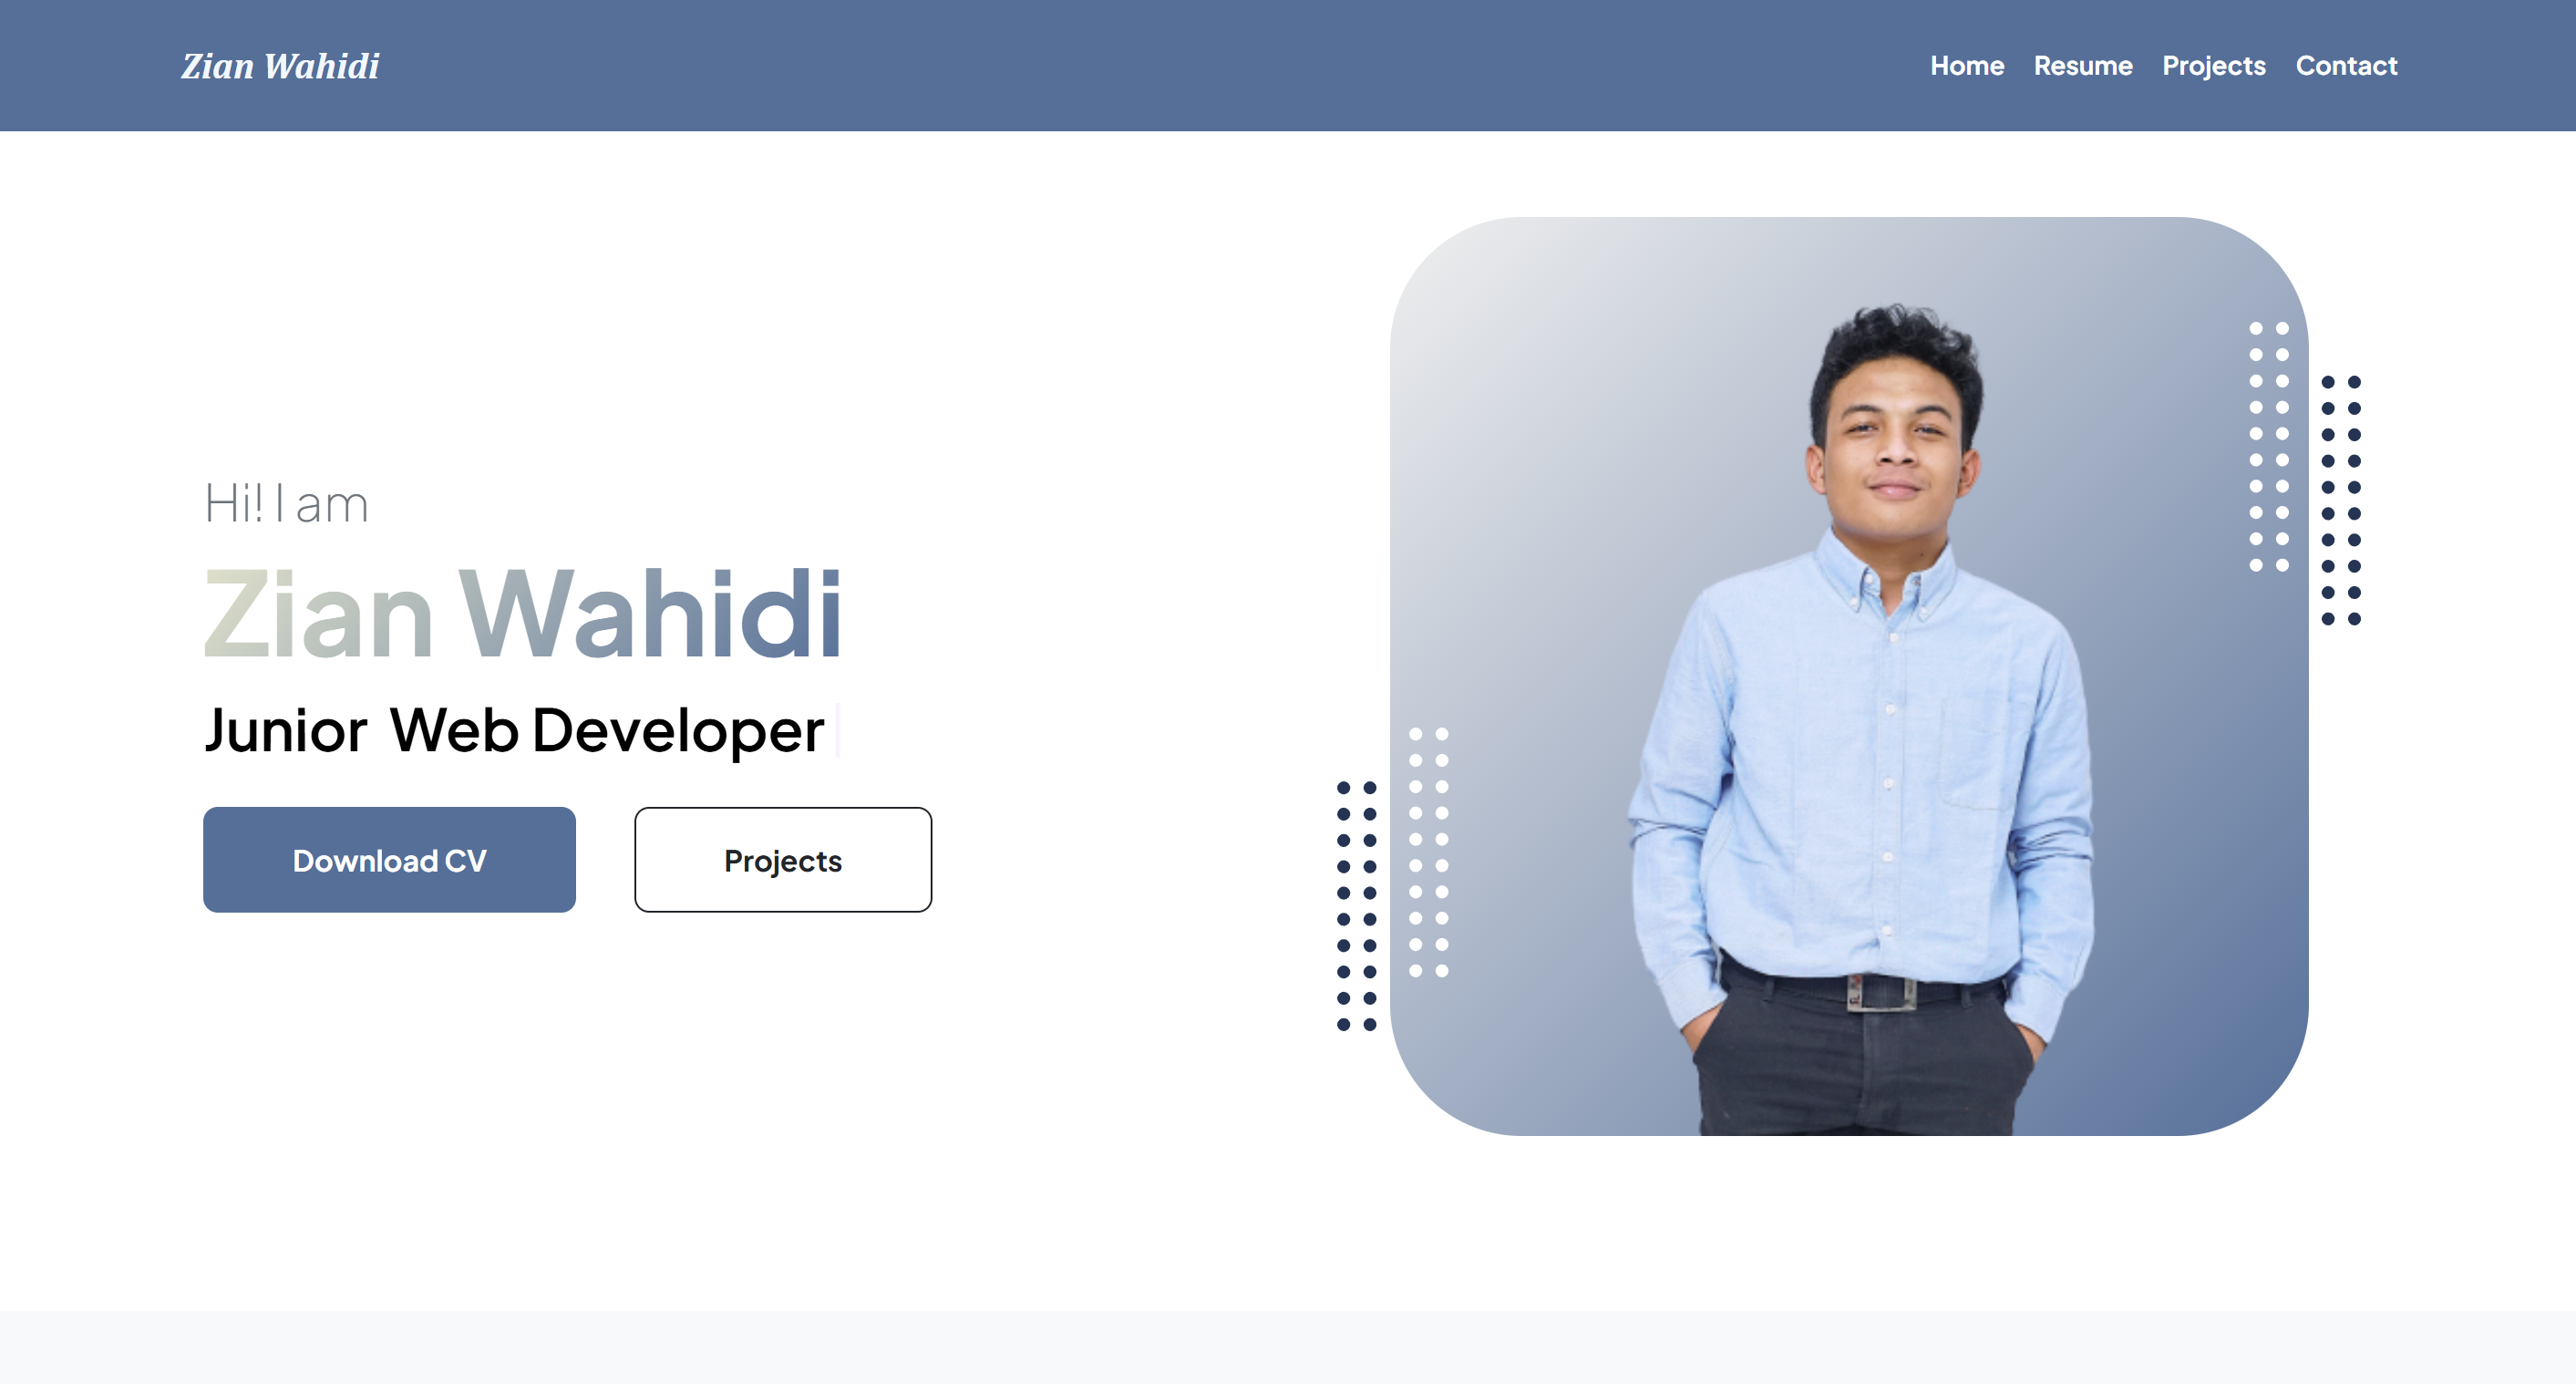 Zian Wahidi
Home Resume Projects Contact
Hi! I am
Zian Wahidi
Junior Web Developer
Download CV Projects